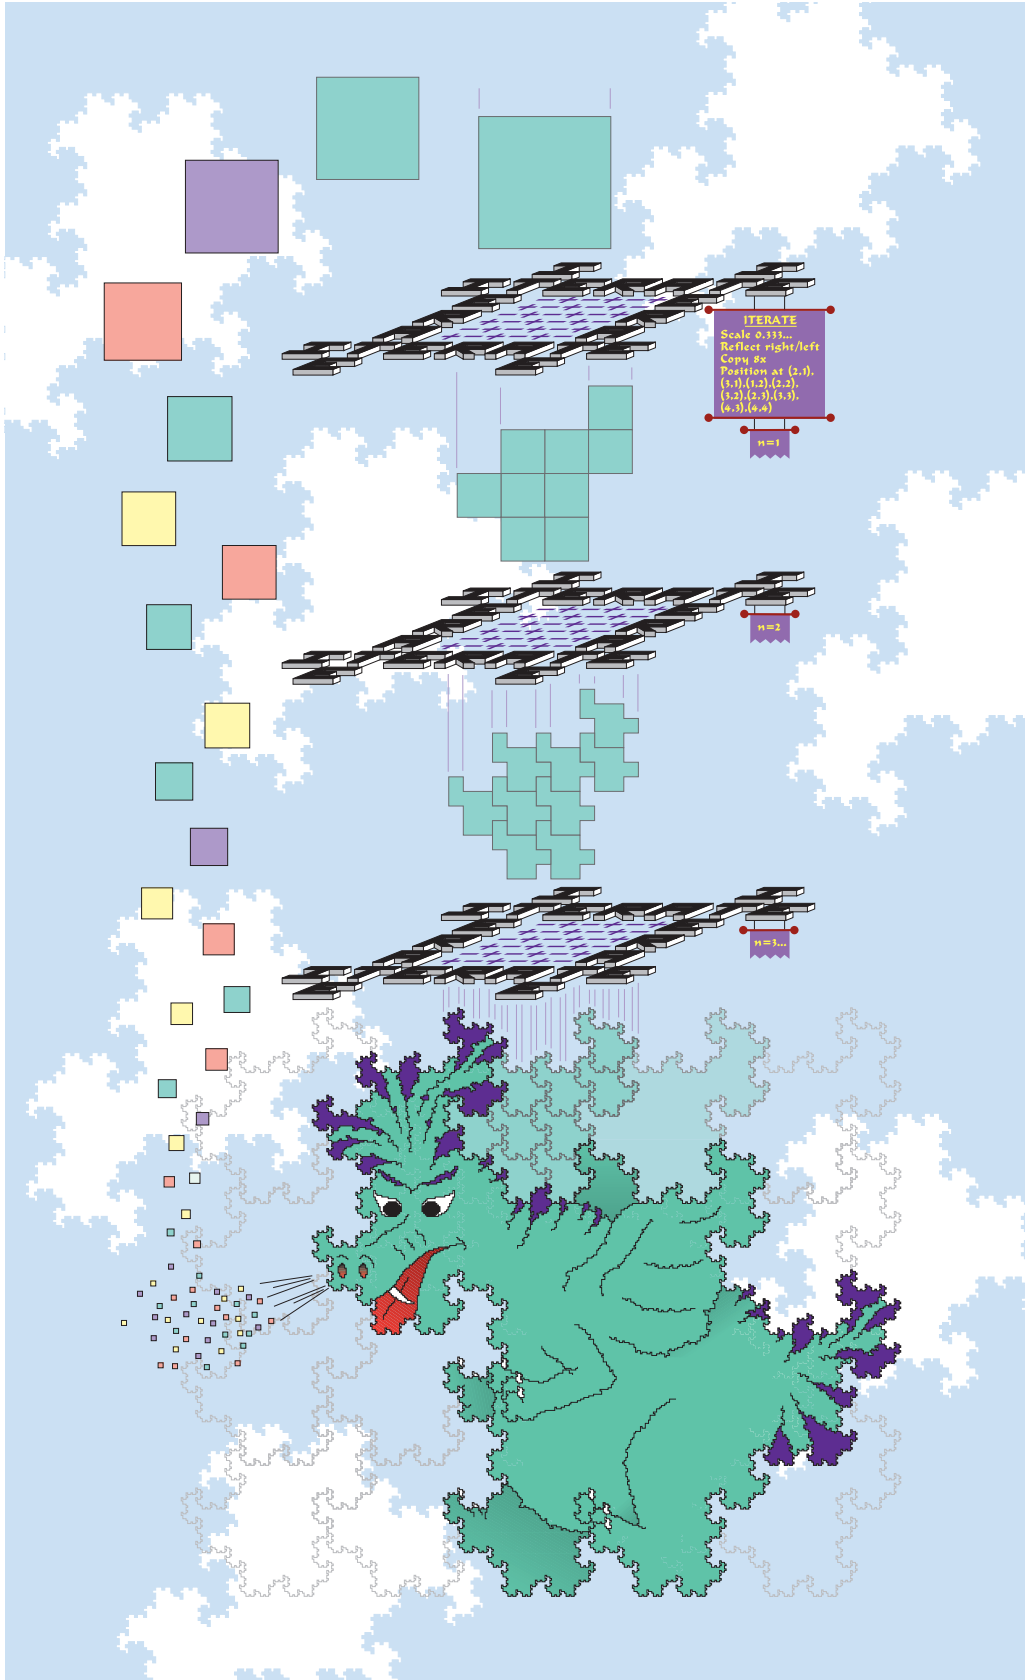 ITERATE
Scale 0.333...
Reflect right/left
Copy 8x
Position at (2,1),
(3,1),(1,2),(2,2),
(3,2),(2,3),(3,3),
(4,3),(4,4)
n=1
n=2
n=3...